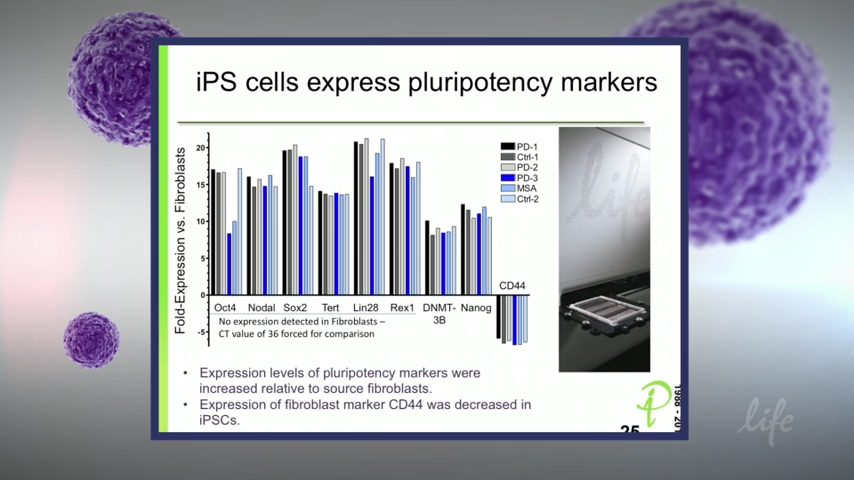 iPS cells express pluripotency markers
Fold-Expression vs. Fibroblasts
20
15
10
5
0
-5
PD-1
Ctrl-1
PD-2
PD-3
MSA
Ctrl-2
CD44
Oct4 Nodal Sox2 Tert Lin28 Rex1 DNMT-3B Nanog
No expression detected in Fibroblasts –
CT value of 36 forced for comparison
• Expression levels of pluripotency markers were
increased relative to source fibroblasts.
• Expression of fibroblast marker CD44 was decreased in
iPSCs.
life
25
1988 - 20
life